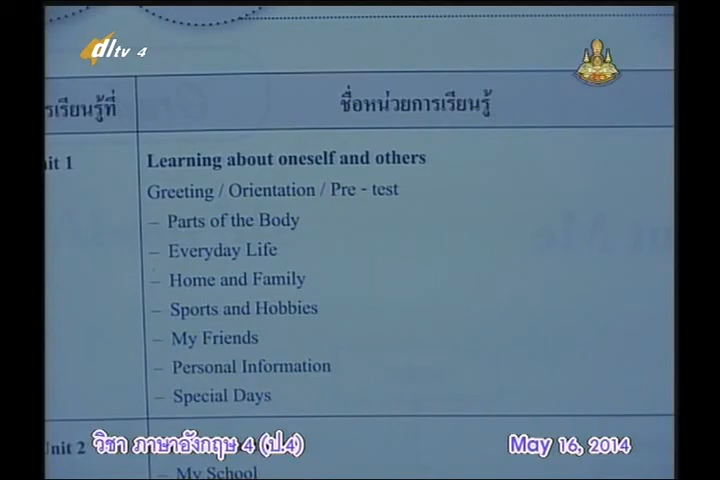 dltv 4
รเรียนรู้ที่
ชื่อหน่วยการเรียนรู้
it 1
Learning about oneself and others
Greeting / Orientation / Pre - test
– Parts of the Body
– Everyday Life
– Home and Family
– Sports and Hobbies
– My Friends
– Personal Information
– Special Days
Unit 2
– My School
วิชา ภาษาอังกฤษ 4 (ป.4)
May 16, 2014